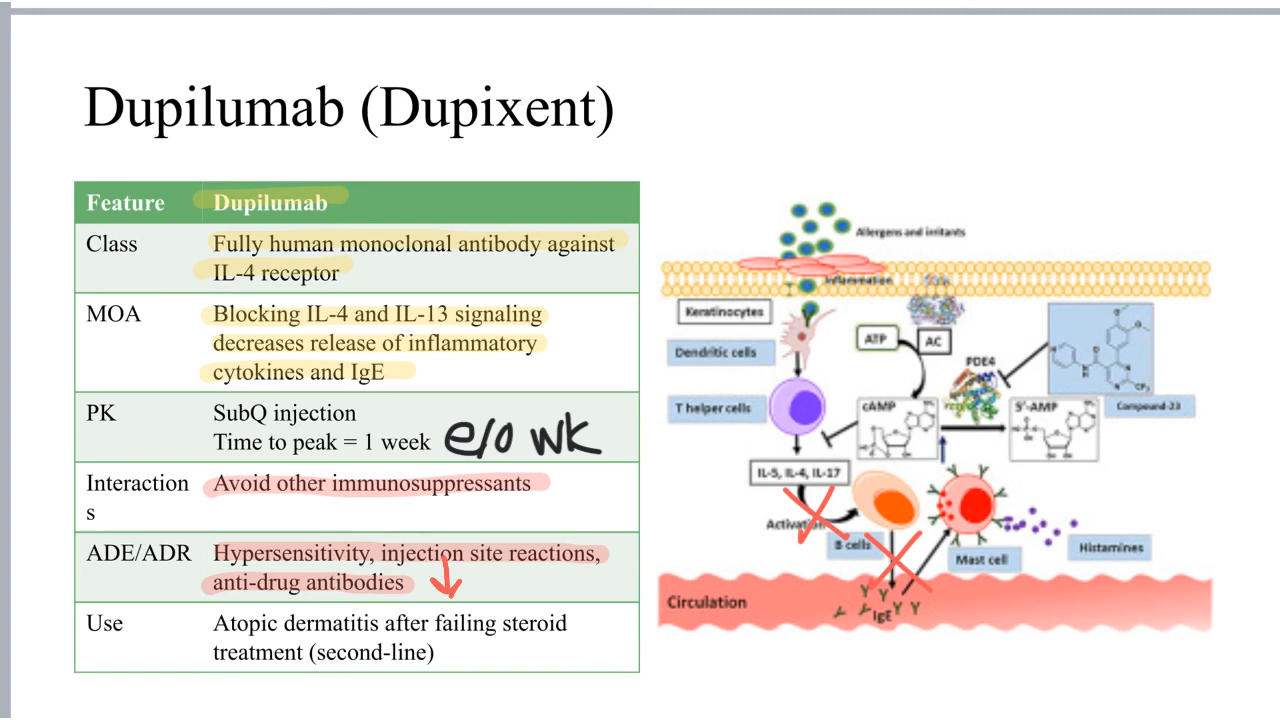 Dupilumab (Dupixent)
Feature
Dupilumab
Class
Fully human monoclonal antibody against
IL-4 receptor
MOA
Blocking IL-4 and IL-13 signaling
decreases release of inflammatory
cytokines and IgE
PK
SubQ injection
Time to peak = 1 week
e/o wk
Interaction
s
Avoid other immunosuppressants
ADE/ADR
Hypersensitivity, injection site reactions,
anti-drug antibodies
Use
Atopic dermatitis after failing steroid
treatment (second-line)
Allergens and irritants
Inflammation
Keratinocytes
Dendritic cells
ATP
AC
PDE4
T helper cells
cAMP
5'-AMP
Compound-23
IL-5, IL-4, IL-17
Activation
B cells
Mast cell
Histamines
Circulation
IgE